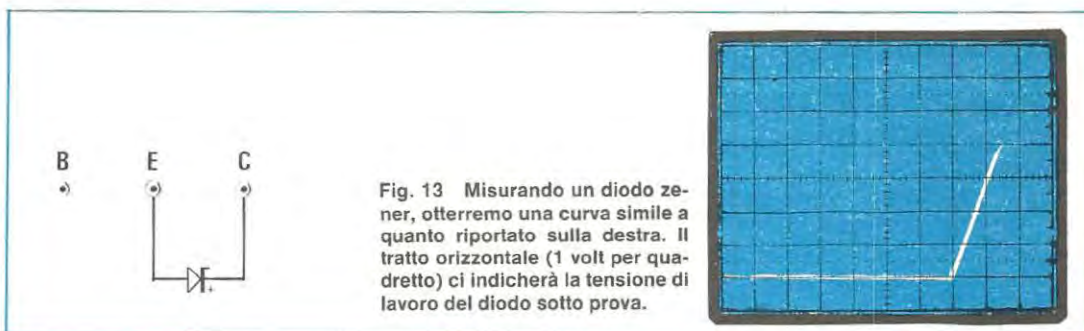 B E C
Fig. 13 Misurando un diodo ze-
ner, otterremo una curva simile a
quanto riportato sulla destra. Il
tratto orizzontale (1 volt per qua-
dretto) ci indicherà la tensione di
lavoro del diodo sotto prova.
+